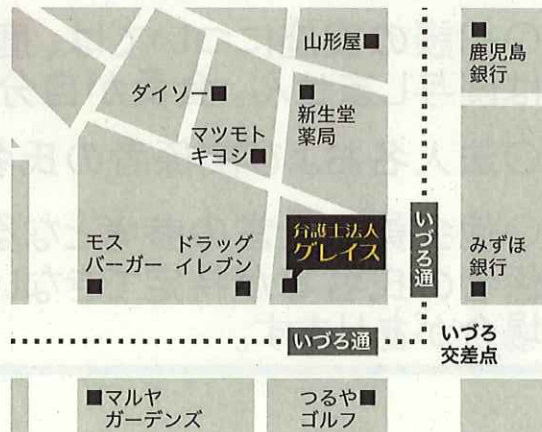 山形屋■
■
鹿児島
銀行
ダイソー■
■
新生堂
薬局
マツモト
キヨシ■
介護士法人
グレイス
いづろ通
モス
バーガー
■
ドラッグ
イレブン
■
みずほ
銀行
■
いづろ通
いづろ
交差点
■マルヤ
ガーデンズ
つるや■
ゴルフ